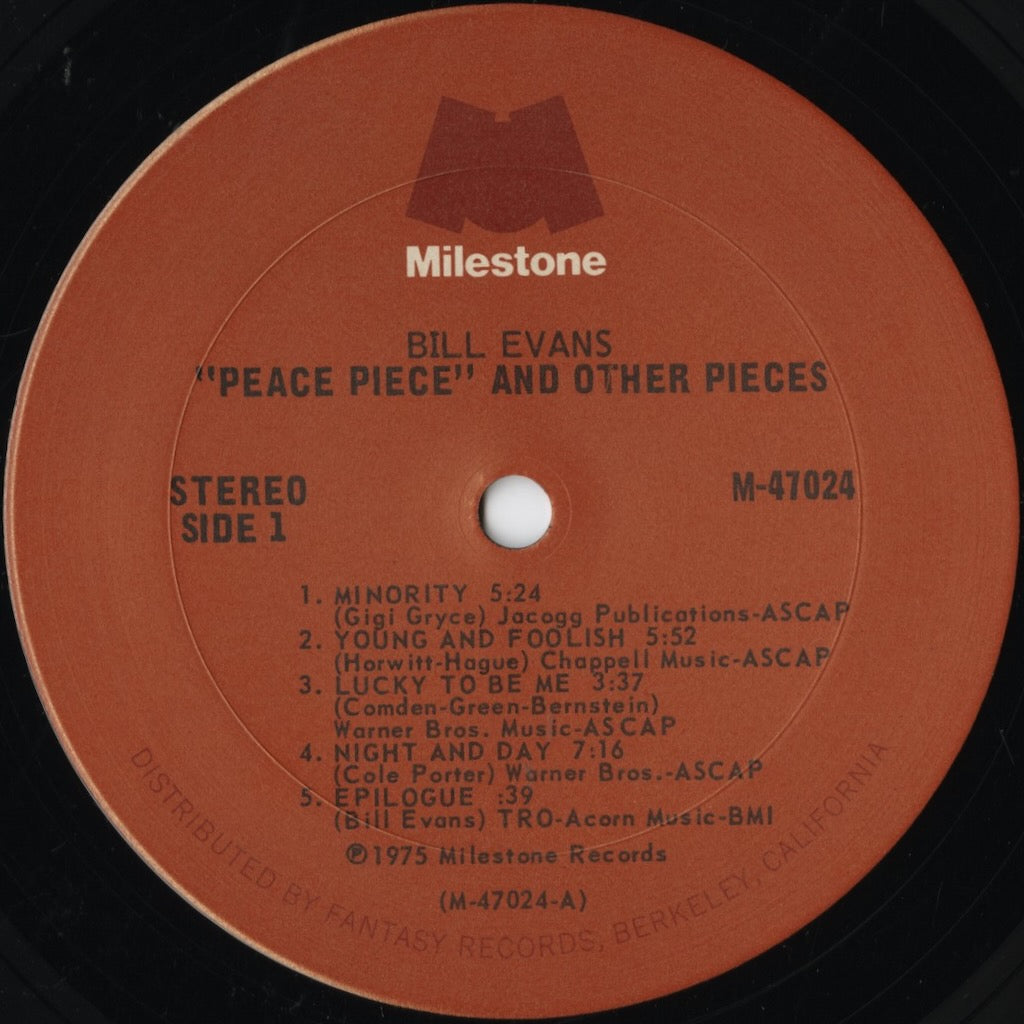 Milestone
BILL EVANS
"PEACE PIECE" AND OTHER PIECES
STEREO
SIDE 1
M-47024
1. MINORITY 5:24
(Gigi Gryce) Jacogg Publications-ASCAP
2. YOUNG AND FOOLISH 5:52
(Horwitt-Hague) Chappell Music-ASCAP
3. LUCKY TO BE ME 3:37
(Comden-Green-Bernstein)
Warner Bros. Music-ASCAP
4. NIGHT AND DAY 7:16
(Cole Porter) Warner Bros.-ASCAP
5. EPILOGUE :39
(Bill Evans) TRO-Acorn Music-BMI
℗1975 Milestone Records
(M-47024-A)
DISTRIBUTED BY FANTASY RECORDS, BERKELEY, CALIFORNIA